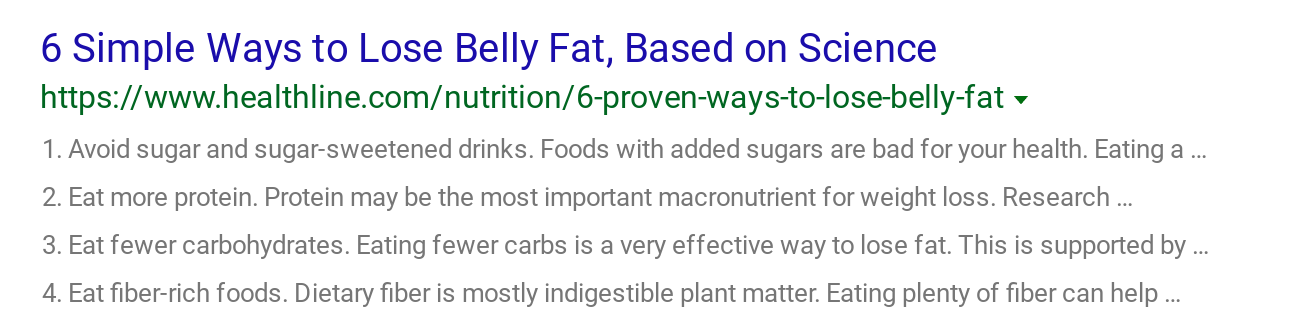 6 Simple Ways to Lose Belly Fat, Based on Science
https://www.healthline.com/nutrition/6-proven-ways-to-lose-belly-fat
1. Avoid sugar and sugar-sweetened drinks. Foods with added sugars are bad for your health. Eating a ...
2. Eat more protein. Protein may be the most important macronutrient for weight loss. Research ...
3. Eat fewer carbohydrates. Eating fewer carbs is a very effective way to lose fat. This is supported by ...
4. Eat fiber-rich foods. Dietary fiber is mostly indigestible plant matter. Eating plenty of fiber can help ...